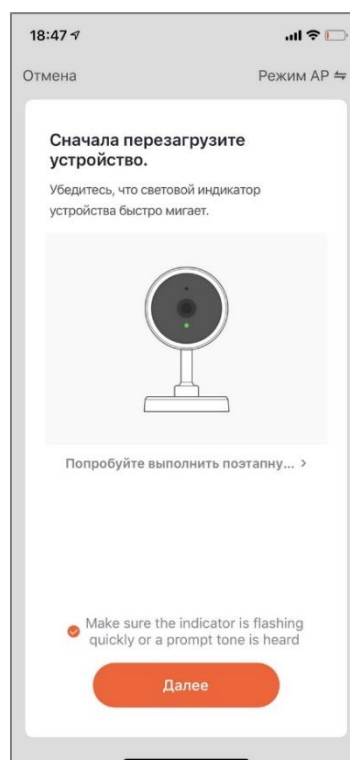 18:47
Отмена
Режим AP
Сначала перезагрузите
устройство.
Убедитесь, что световой индикатор
устройства быстро мигает.
Попробуйте выполнить поэтапну... >
Make sure the indicator is flashing
quickly or a prompt tone is heard
Далее